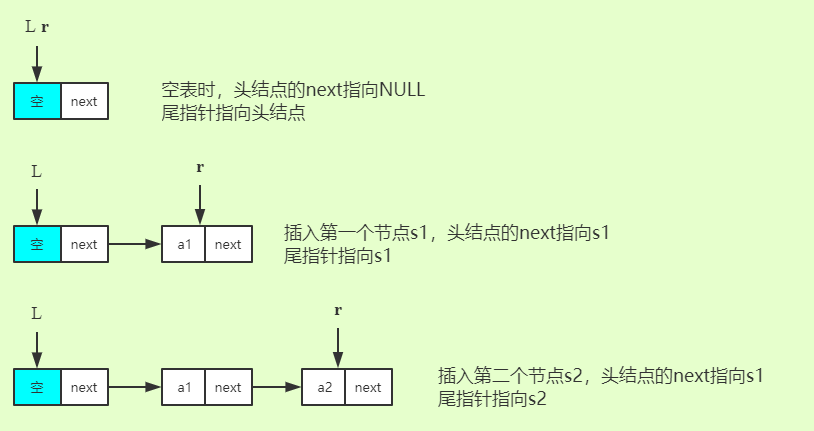 L r
空 next
空表时，头结点的next指向NULL
尾指针指向头结点
L r
空 next a1 next
插入第一个节点s1，头结点的next指向s1
尾指针指向s1
L r
空 next a1 next a2 next
插入第二个节点s2，头结点的next指向s1
尾指针指向s2